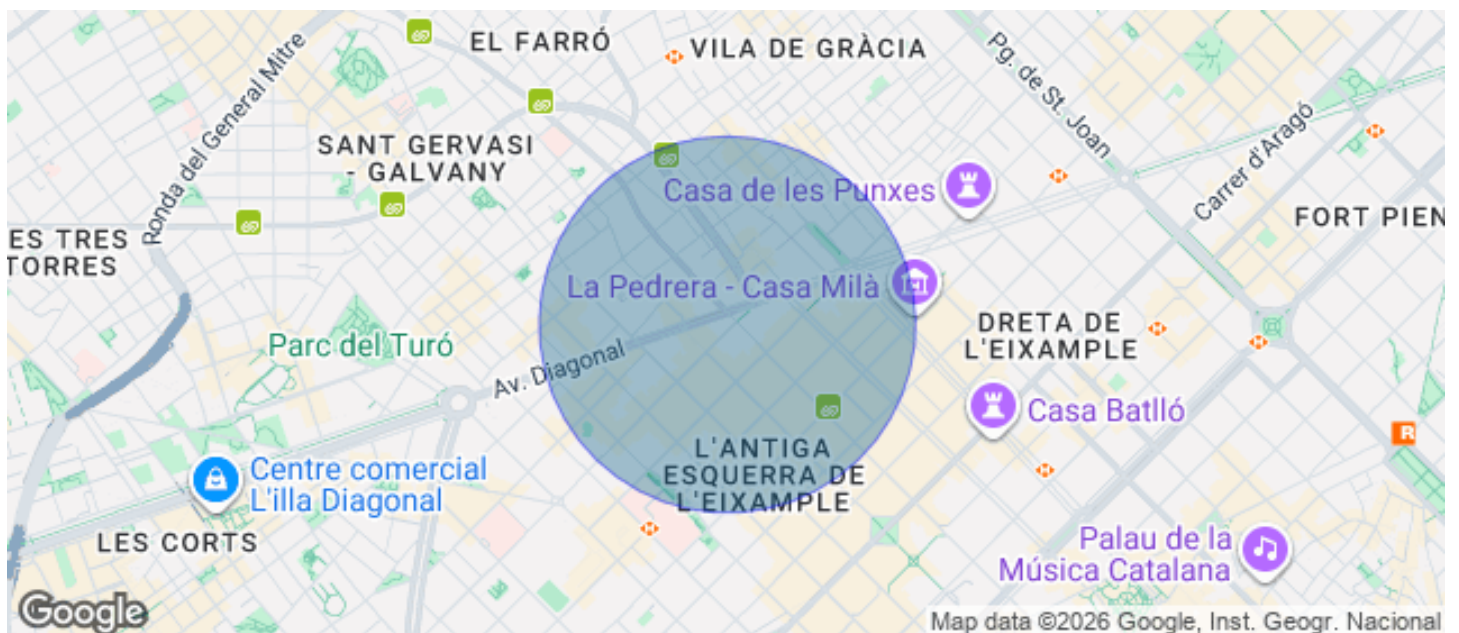 EL FARRÓ
VILA DE GRÀCIA
Pg. de St. Joan
Ronda del General Mitre
SANT GERVASI
- GALVANY
Carrer d'Aragó
Casa de les Punxes
FORT PIEN
ES TRES
TORRES
La Pedrera - Casa Milà
DRETA DE
L'EIXAMPLE
Parc del Turó
Av. Diagonal
Casa Batlló
L'ANTIGA
ESQUERRA DE
L'EIXAMPLE
R
Centre comercial
L'illa Diagonal
LES CORTS
Palau de la
Música Catalana
Google
Map data ©2026 Google, Inst. Geogr. Nacional